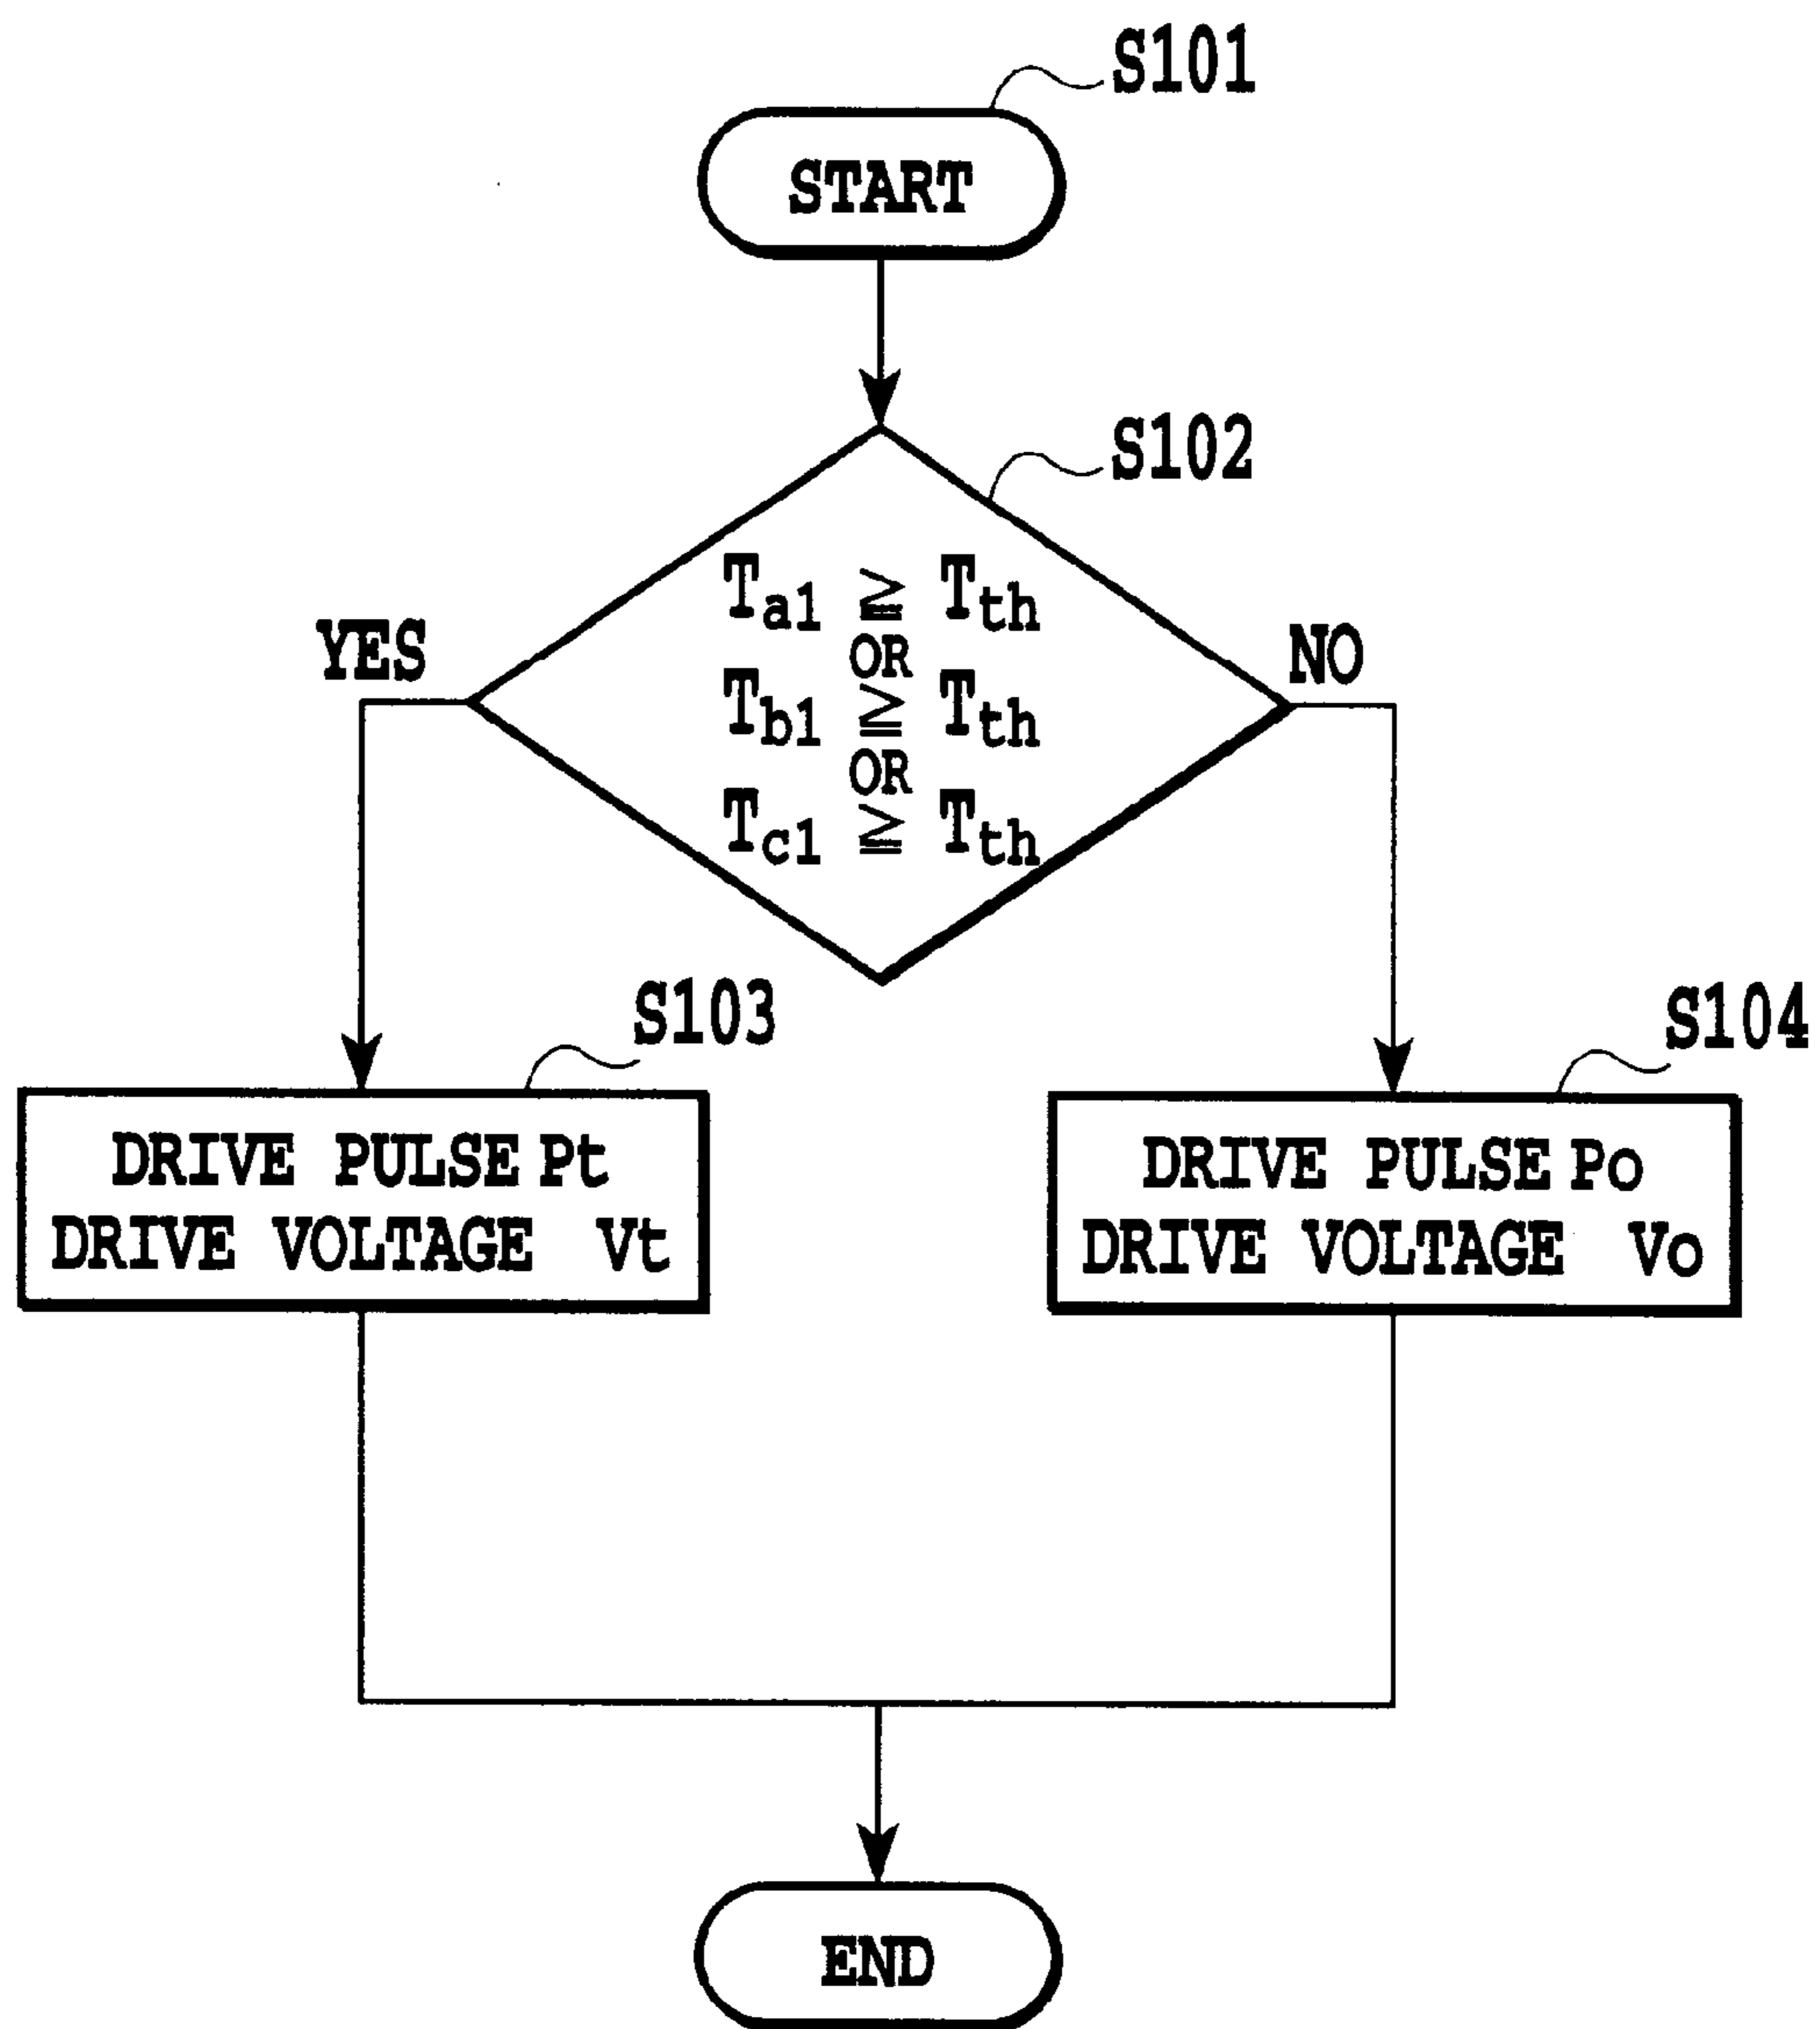 S101
START
S102
Ta1 ≧ Tth
OR
Tb1 ≧ Tth
OR
Tc1 ≧ Tth
YES
NO
S103
DRIVE PULSE Pt
DRIVE VOLTAGE Vt
S104
DRIVE PULSE Po
DRIVE VOLTAGE Vo
END